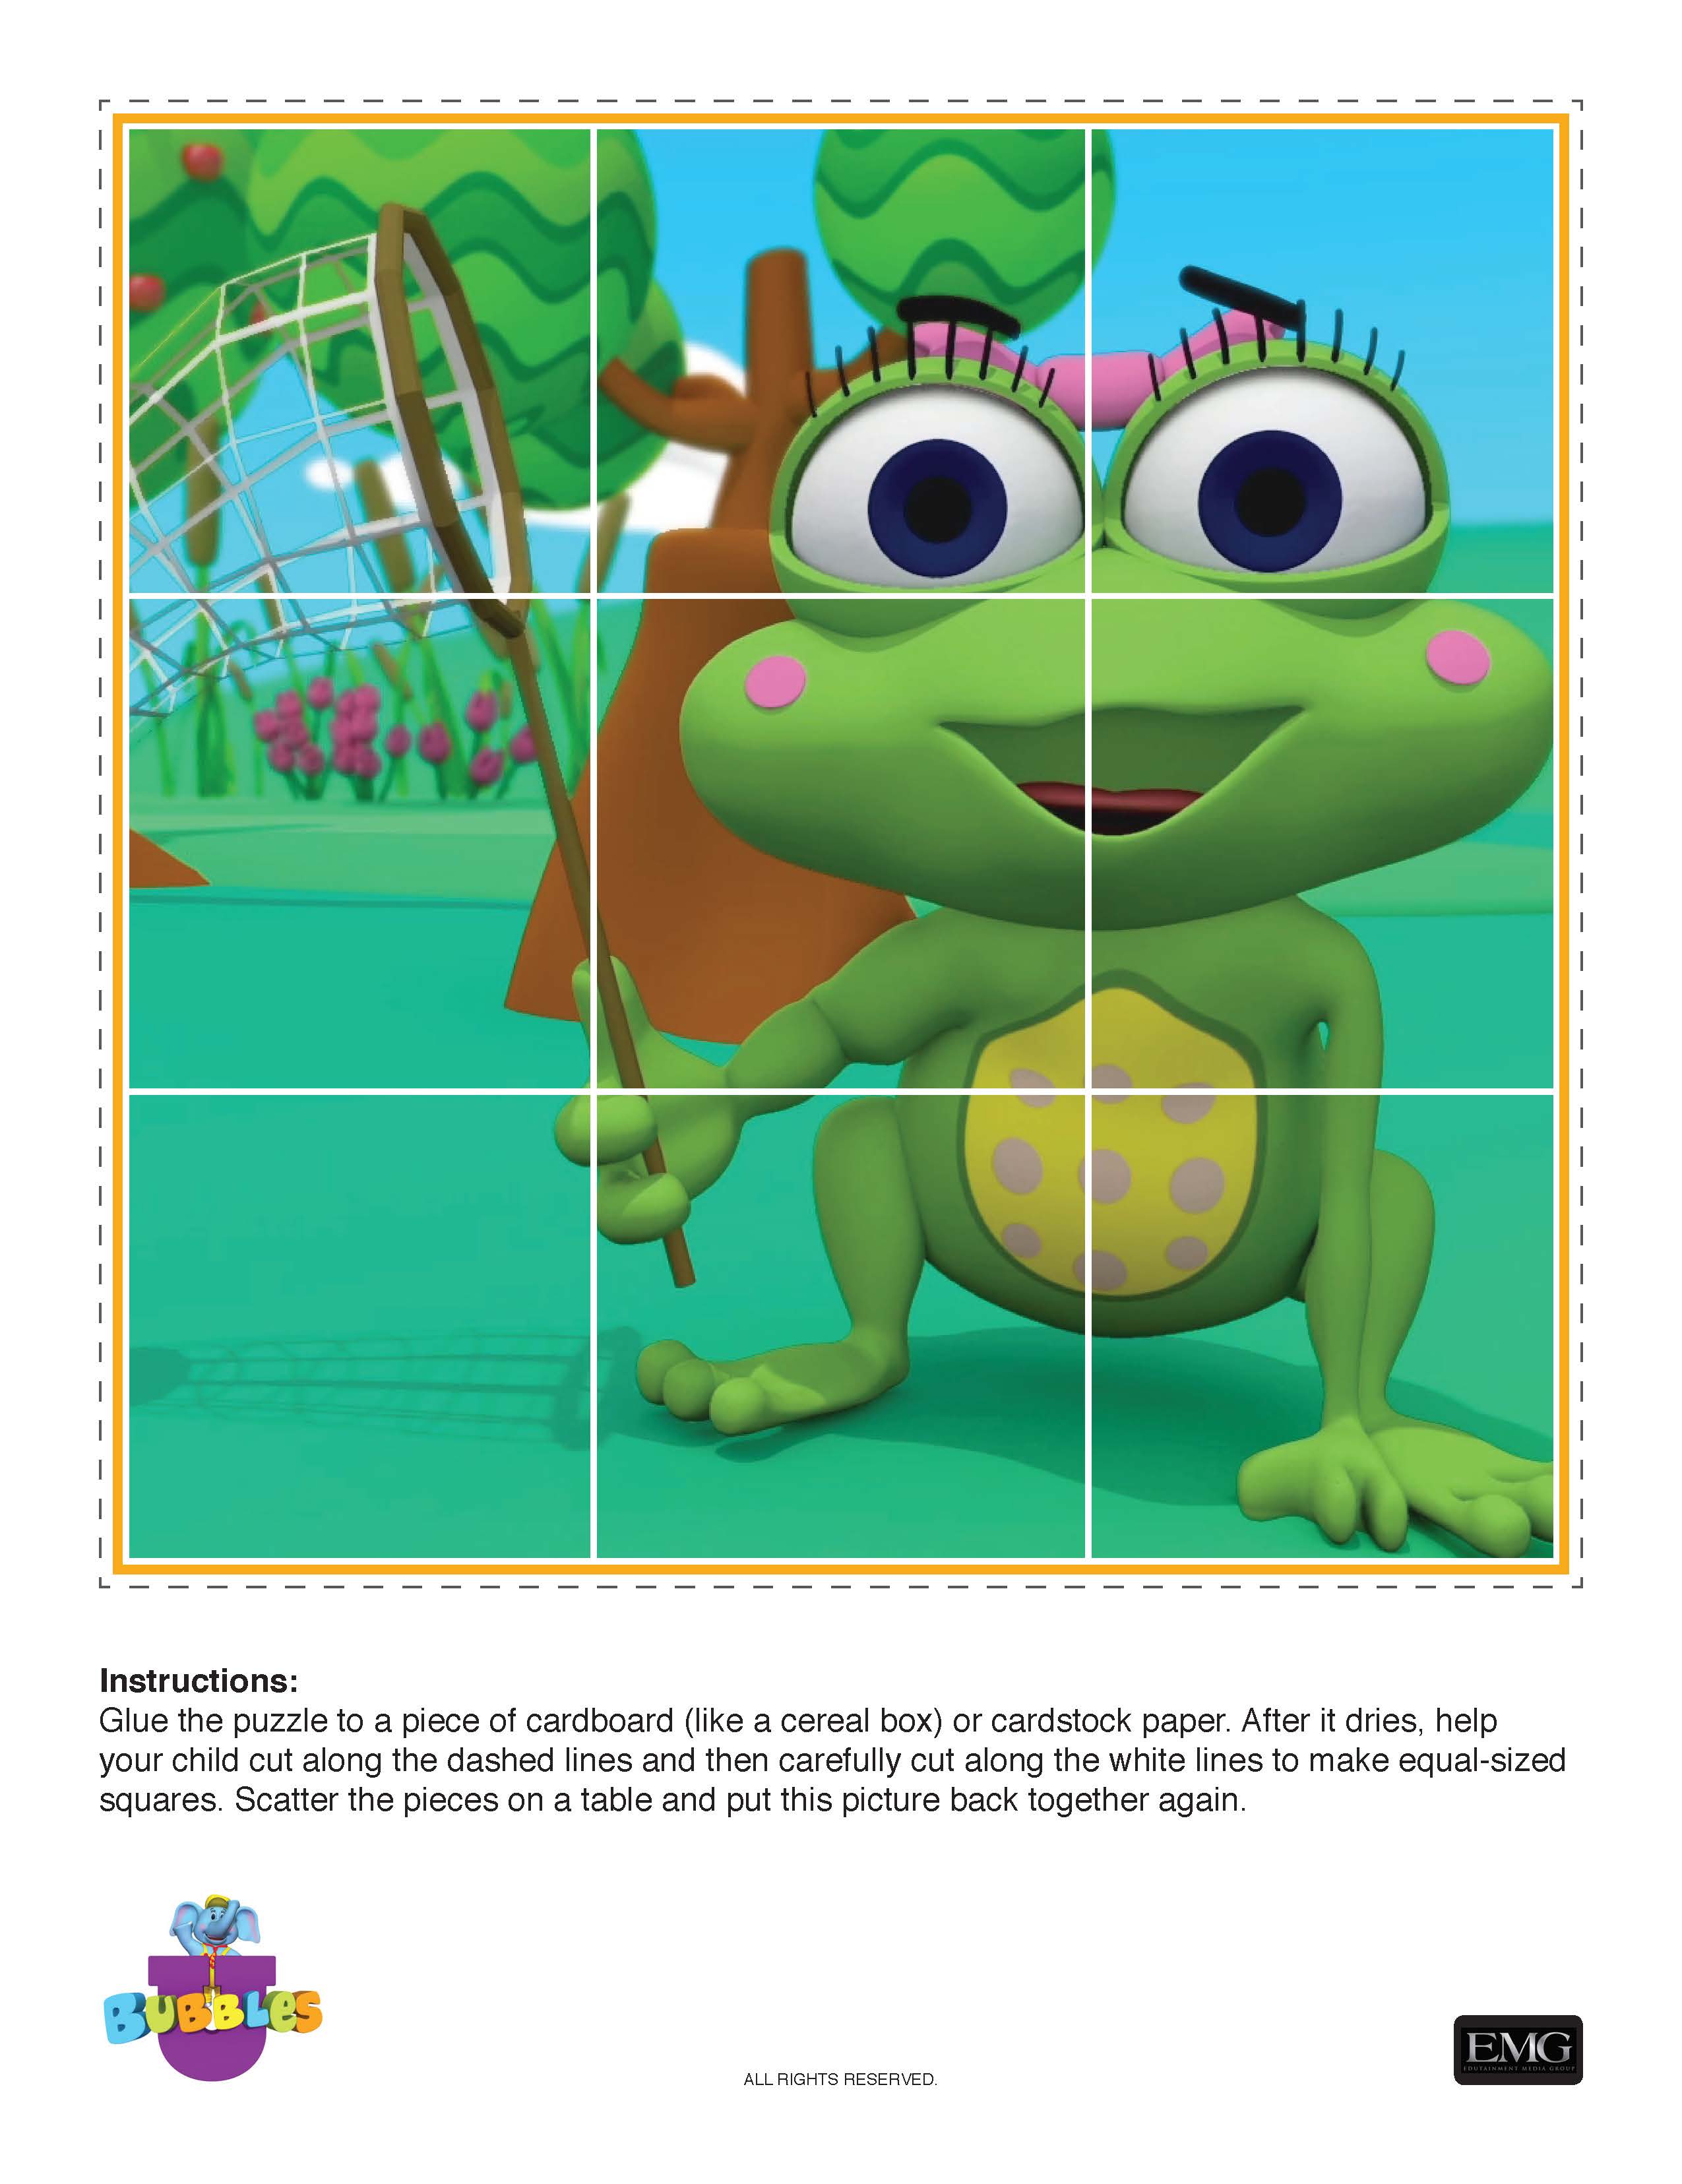 Instructions:
Glue the puzzle to a piece of cardboard (like a cereal box) or cardstock paper. After it dries, help
your child cut along the dashed lines and then carefully cut along the white lines to make equal-sized
squares. Scatter the pieces on a table and put this picture back together again.
U
BUBBLES
ALL RIGHTS RESERVED.
EMG
EDUTAINMENT MEDIA GROUP